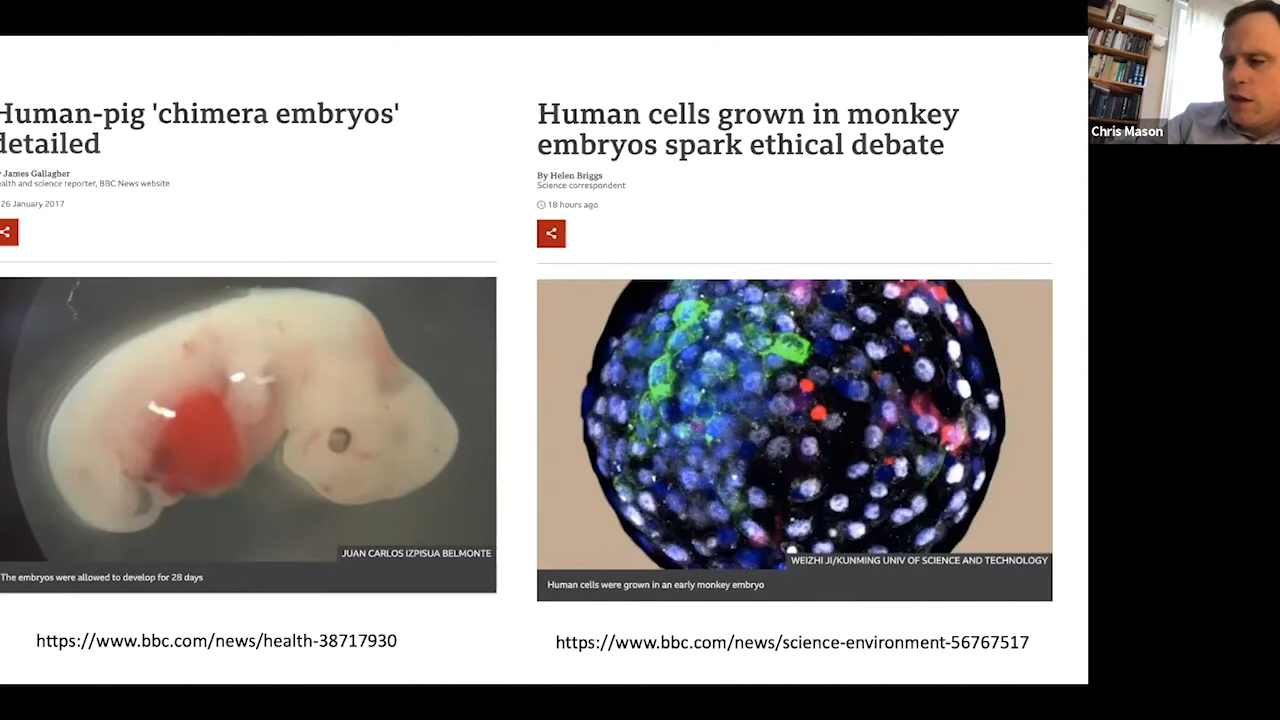 Human-pig 'chimera embryos'
detailed
y James Gallagher
ealth and science reporter, BBC News website
26 January 2017
JUAN CARLOS IZPISUA BELMONTE
The embryos were allowed to develop for 28 days
https://www.bbc.com/news/health-38717930
Human cells grown in monkey
embryos spark ethical debate
By Helen Briggs
Science correspondent
18 hours ago
WEIZHI JI/KUNMING UNIV OF SCIENCE AND TECHNOLOGY
Human cells were grown in an early monkey embryo
https://www.bbc.com/news/science-environment-56767517
Chris Mason